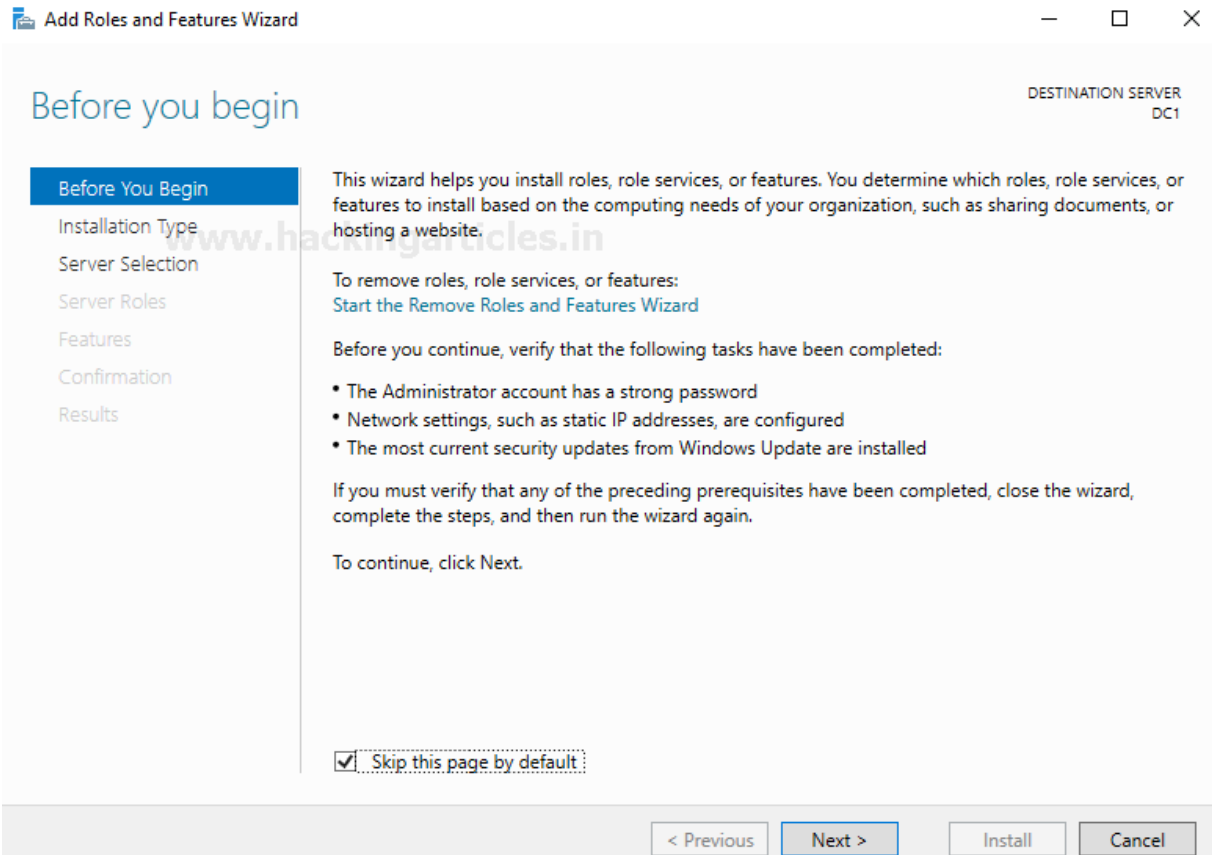 Add Roles and Features Wizard
Before you begin
DESTINATION SERVER
DC1
Before You Begin
Installation Type
Server Selection
Server Roles
Features
Confirmation
Results
www.hackingarticles.in
This wizard helps you install roles, role services, or features. You determine which roles, role services, or
features to install based on the computing needs of your organization, such as sharing documents, or
hosting a website.
To remove roles, role services, or features:
Start the Remove Roles and Features Wizard
Before you continue, verify that the following tasks have been completed:
• The Administrator account has a strong password
• Network settings, such as static IP addresses, are configured
• The most current security updates from Windows Update are installed
If you must verify that any of the preceding prerequisites have been completed, close the wizard,
complete the steps, and then run the wizard again.
To continue, click Next.
Skip this page by default
< Previous
Next >
Install
Cancel